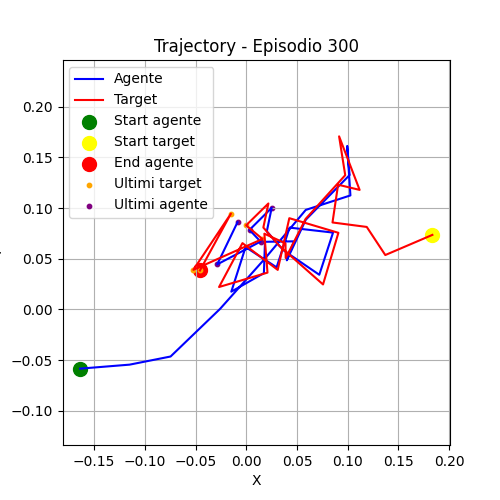 Trajectory - Episodio 300
Agente
Target
Start agente
Start target
End agente
Ultimi target
Ultimi agente
0.20
0.15
0.10
0.05
0.00
−0.05
−0.10
−0.15 −0.10 −0.05 0.00 0.05 0.10 0.15 0.20
X